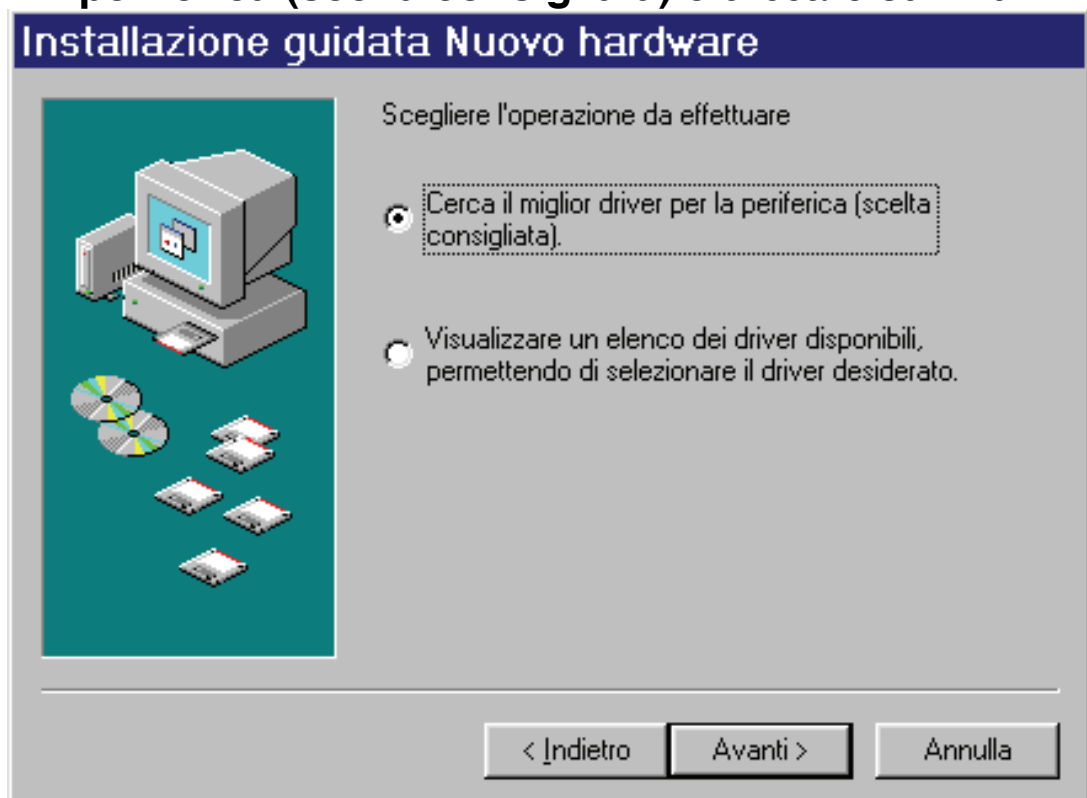 Installazione guidata Nuovo hardware
Scegliere l'operazione da effettuare
Cerca il miglior driver per la periferica (scelta
consigliata).
Visualizzare un elenco dei driver disponibili,
permettendo di selezionare il driver desiderato.
< Indietro
Avanti >
Annulla